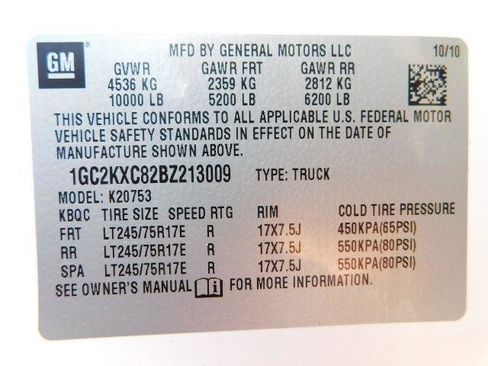 GM MFD BY GENERAL MOTORS LLC 10/10
GVWR GAWR FRT GAWR RR
4536 KG 2359 KG 2812 KG
10000 LB 5200 LB 6200 LB
THIS VEHICLE CONFORMS TO ALL APPLICABLE U.S. FEDERAL MOTOR
VEHICLE SAFETY STANDARDS IN EFFECT ON THE DATE OF
MANUFACTURE SHOWN ABOVE.
1GC2KXC82BZ213009 TYPE: TRUCK
MODEL: K20753
KBQC TIRE SIZE SPEED RTG RIM COLD TIRE PRESSURE
FRT LT245/75R17E R 17X7.5J 450KPA(65PSI)
RR LT245/75R17E R 17X7.5J 550KPA(80PSI)
SPA LT245/75R17E R 17X7.5J 550KPA(80PSI)
SEE OWNER'S MANUAL FOR MORE INFORMATION.